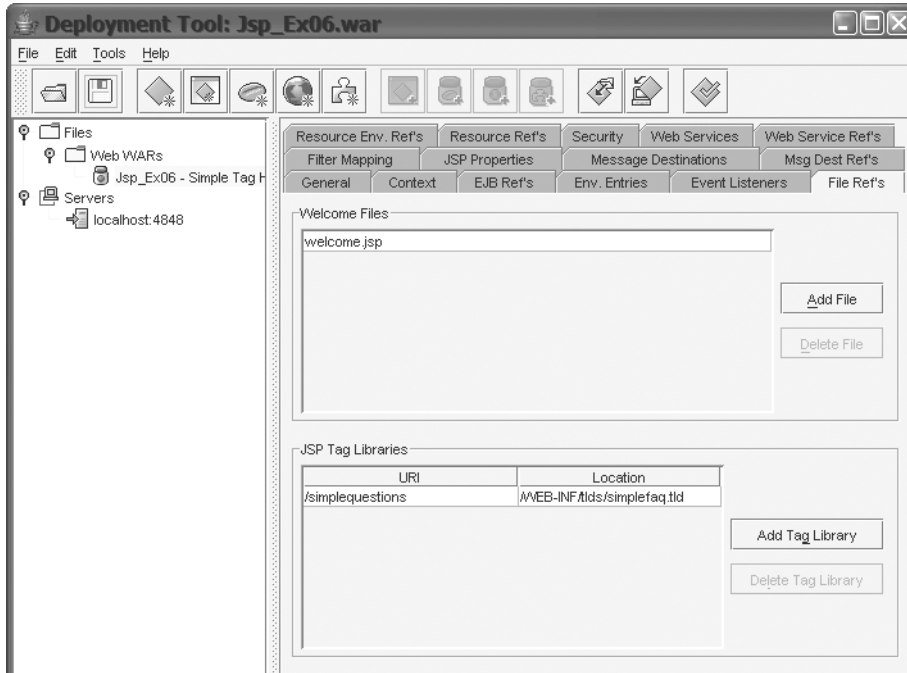 Deployment Tool: Jsp_Ex06.war
File Edit Tools Help
Files
Web WARs
Jsp_Ex06 - Simple Tag H
Servers
localhost:4848
Resource Env. Ref's Resource Ref's Security Web Services Web Service Ref's
Filter Mapping JSP Properties Message Destinations Msg Dest Ref's
General Context EJB Ref's Env. Entries Event Listeners File Ref's
Welcome Files
welcome.jsp
Add File
Delete File
JSP Tag Libraries
URI Location
/simplequestions /WEB-INF/tlds/simplefaq.tld
Add Tag Library
Delete Tag Library